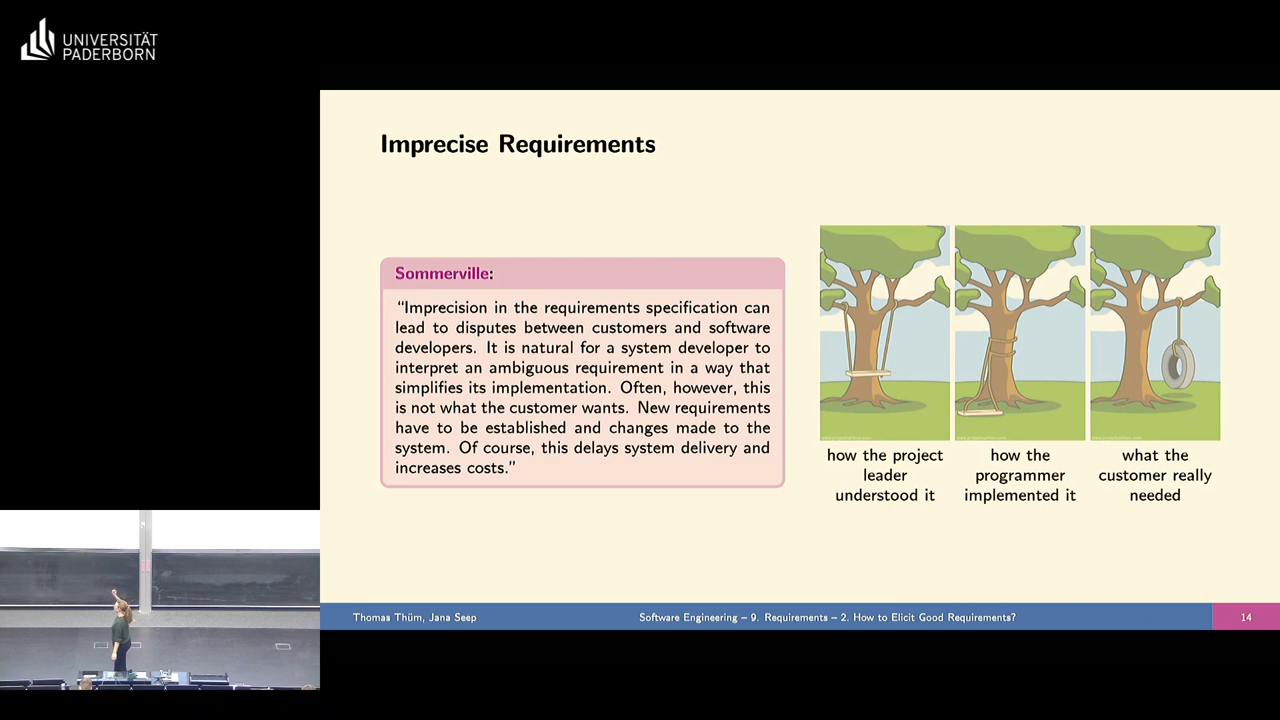 UNIVERSITÄT
PADERBORN
Imprecise Requirements
Sommerville:
“Imprecision in the requirements specification can
lead to disputes between customers and software
developers. It is natural for a system developer to
interpret an ambiguous requirement in a way that
simplifies its implementation. Often, however, this
is not what the customer wants. New requirements
have to be established and changes made to the
system. Of course, this delays system delivery and
increases costs.”
how the project
leader
understood it
how the
programmer
implemented it
what the
customer really
needed
Thomas Thüm, Jana Seep
Software Engineering – 9. Requirements – 2. How to Elicit Good Requirements?
14